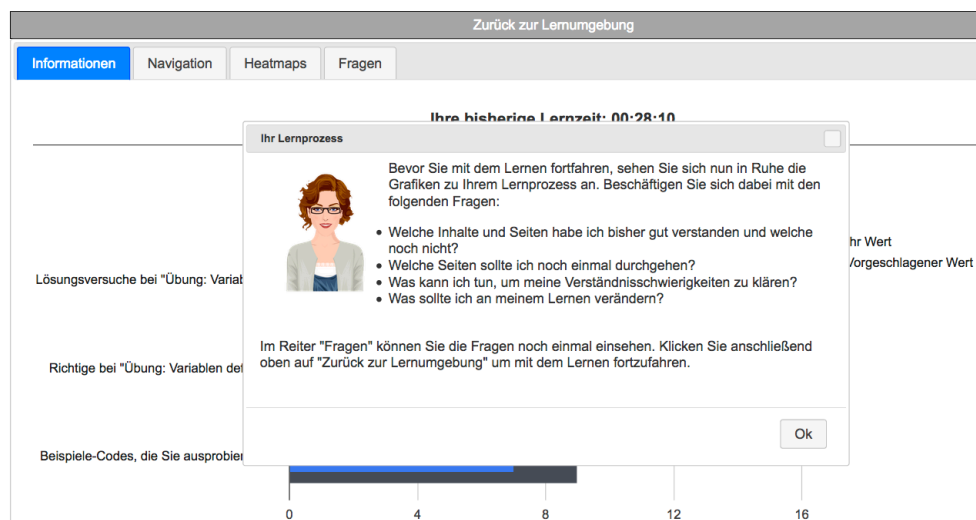 Zurück zur Lernumgebung
Informationen Navigation Heatmaps Fragen
Ihre bisherige Lernzeit: 00:28:10
Ihr Lernprozess
Bevor Sie mit dem Lernen fortfahren, sehen Sie sich nun in Ruhe die
Grafiken zu Ihrem Lernprozess an. Beschäftigen Sie sich dabei mit den
folgenden Fragen:
• Welche Inhalte und Seiten habe ich bisher gut verstanden und welche
noch nicht?
• Welche Seiten sollte ich noch einmal durchgehen?
• Was kann ich tun, um meine Verständnisschwierigkeiten zu klären?
• Was sollte ich an meinem Lernen verändern?
Im Reiter "Fragen" können Sie die Fragen noch einmal einsehen. Klicken Sie anschließend
oben auf "Zurück zur Lernumgebung" um mit dem Lernen fortzufahren.
Ok
hr Wert
Vorgeschlagener Wert
Lösungsversuche bei "Übung: Variab
Richtige bei "Übung: Variablen def
Beispiele-Codes, die Sie ausprobier
0 4 8 12 16